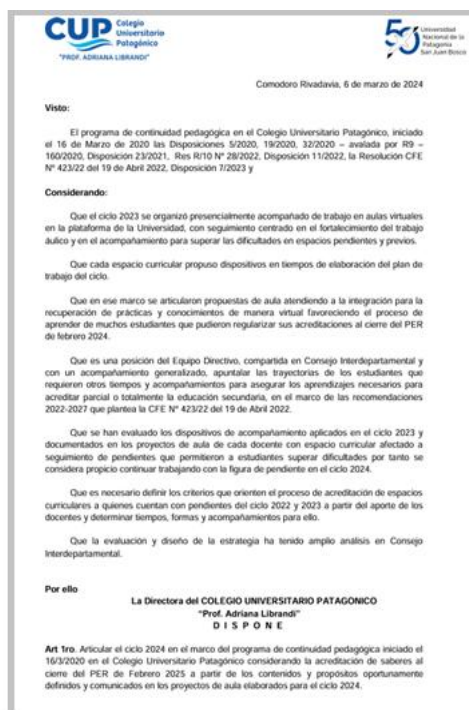 CUP Colegio
Universitario
Patagónico
"PROF. ADRIANA LIBRANDI"
50 Universidad
Nacional de la
Patagonia
San Juan Bosco
Comodoro Rivadavia, 6 de marzo de 2024
Visto:
El programa de continuidad pedagógica en el Colegio Universitario Patagónico, iniciado
el 16 de Marzo de 2020 las Disposiciones 5/2020, 19/2020, 32/2020 – avalada por R9 –
160/2020, Disposición 23/2021, Res R/10 Nº 28/2022, Disposición 11/2022, la Resolución CFE
Nº 423/22 del 19 de Abril 2022, Disposición 7/2023 y
Considerando:
Que el ciclo 2023 se organizó presencialmente acompañado de trabajo en aulas virtuales
en la plataforma de la Universidad, con seguimiento centrado en el fortalecimiento del trabajo
áulico y en el acompañamiento para superar las dificultades en espacios pendientes y previos.
Que cada espacio curricular propuso dispositivos en tiempos de elaboración del plan de
trabajo del ciclo.
Que en ese marco se articularon propuestas de aula atendiendo a la integración para la
recuperación de prácticas y conocimientos de manera virtual favoreciendo el proceso de
aprender de muchos estudiantes que pudieron regularizar sus acreditaciones al cierre del PER
de febrero 2024.
Que es una posición del Equipo Directivo, compartida en Consejo Interdepartamental y
con un acompañamiento generalizado, apuntalar las trayectorias de los estudiantes que
requieren otros tiempos y acompañamientos para asegurar los aprendizajes necesarios para
acreditar parcial o totalmente la educación secundaria, en el marco de las recomendaciones
2022-2027 que plantea la CFE Nº 423/22 del 19 de Abril 2022.
Que se han evaluado los dispositivos de acompañamiento aplicados en el ciclo 2023 y
documentados en los proyectos de aula de cada docente con espacio curricular afectado a
seguimiento de pendientes que permitieron a estudiantes superar dificultades por tanto se
considera propicio continuar trabajando con la figura de pendiente en el ciclo 2024.
Que es necesario definir los criterios que orienten el proceso de acreditación de espacios
curriculares a quienes cuentan con pendientes del ciclo 2022 y 2023 a partir del aporte de los
docentes y determinar tiempos, formas y acompañamientos para ello.
Que la evaluación y diseño de la estrategia ha tenido amplio análisis en Consejo
Interdepartamental.
Por ello
La Directora del COLEGIO UNIVERSITARIO PATAGONICO
"Prof. Adriana Librandi"
D I S P O N E
Art 1ro. Articular el ciclo 2024 en el marco del programa de continuidad pedagógica iniciado el
16/3/2020 en el Colegio Universitario Patagónico considerando la acreditación de saberes al
cierre del PER de Febrero 2025 a partir de los contenidos y propósitos oportunamente
definidos y comunicados en los proyectos de aula elaborados para el ciclo 2024.